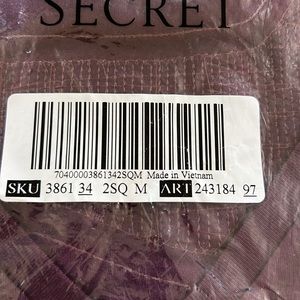 SECRET
70400003861342SQM Made in Vietnam
SKU 3861 34 2SQ M ART 243184 97